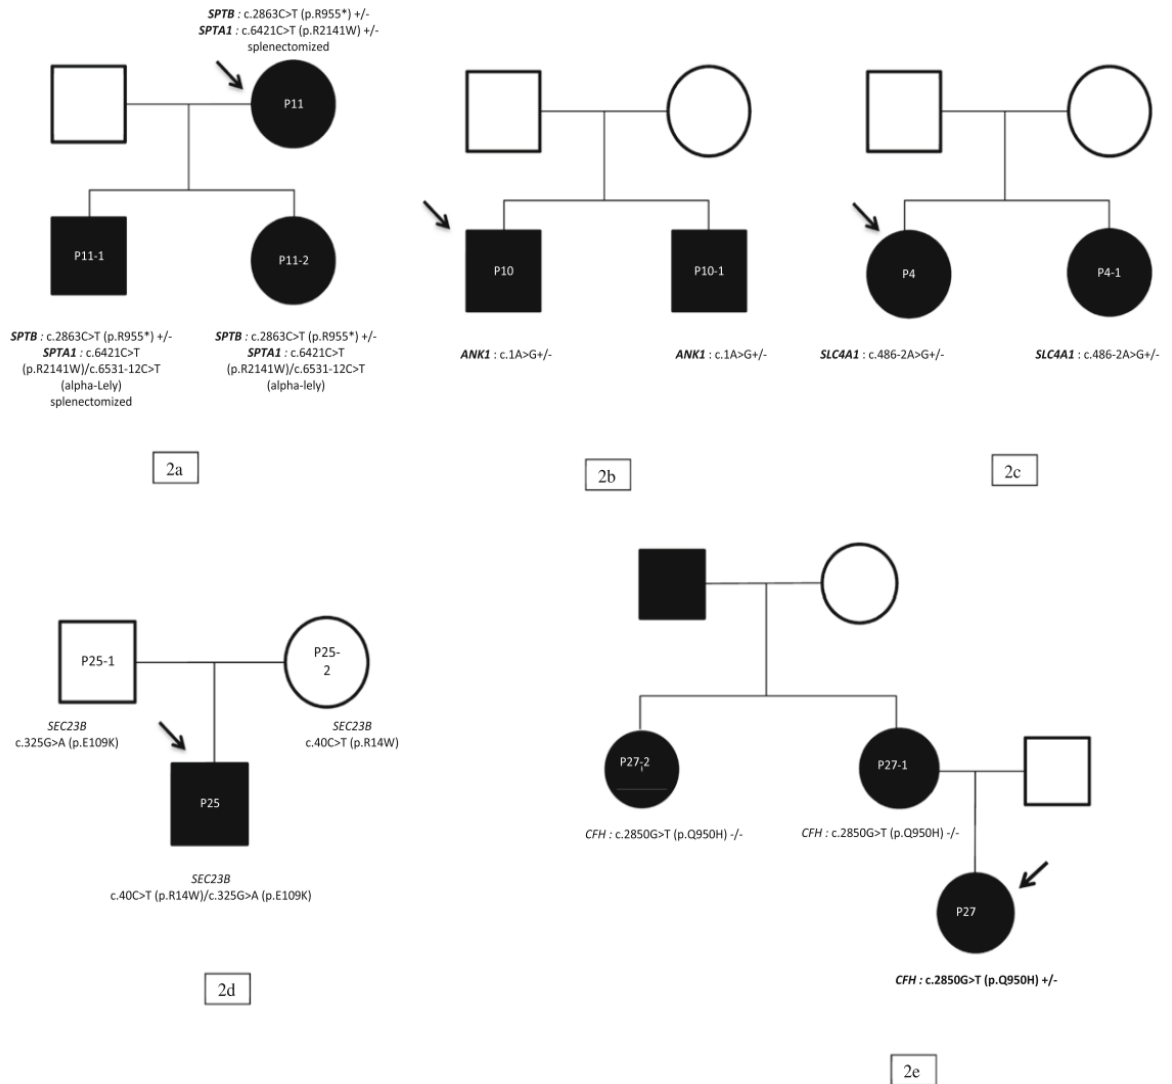 SPTB : c.2863C>T (p.R955*) +/-
SPTA1 : c.6421C>T (p.R2141W) +/-
splenectomized
P11
P11-1
P11-2
SPTB : c.2863C>T (p.R955*) +/-
SPTA1 : c.6421C>T
(p.R2141W)/c.6531-12C>T
(alpha-Lely)
splenectomized
SPTB : c.2863C>T (p.R955*) +/-
SPTA1 : c.6421C>T
(p.R2141W)/c.6531-12C>T
(alpha-lely)
2a
P10
P10-1
ANK1 : c.1A>G+/-
ANK1 : c.1A>G+/-
2b
P4
P4-1
SLC4A1 : c.486-2A>G+/-
SLC4A1 : c.486-2A>G+/-
2c
P25-1
P25-
2
SEC23B
c.325G>A (p.E109K)
SEC23B
c.40C>T (p.R14W)
P25
SEC23B
c.40C>T (p.R14W)/c.325G>A (p.E109K)
2d
P27-2
P27-1
CFH : c.2850G>T (p.Q950H) -/-
CFH : c.2850G>T (p.Q950H) -/-
P27
CFH : c.2850G>T (p.Q950H) +/-
2e